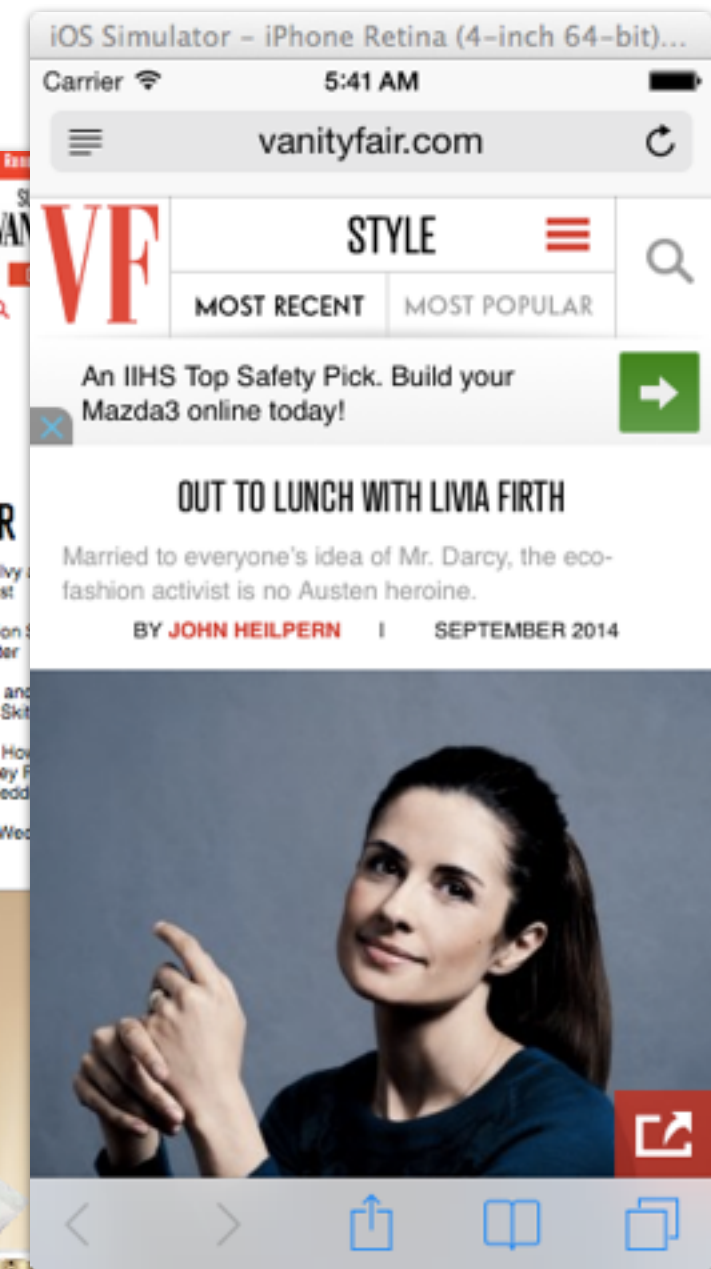 iOS Simulator – iPhone Retina (4-inch 64-bit)...
Carrier 5:41 AM
vanityfair.com
VF
STYLE
MOST RECENT MOST POPULAR
An IIHS Top Safety Pick. Build your
Mazda3 online today!
OUT TO LUNCH WITH LIVIA FIRTH
Married to everyone's idea of Mr. Darcy, the eco-
fashion activist is no Austen heroine.
BY JOHN HEILPERN | SEPTEMBER 2014